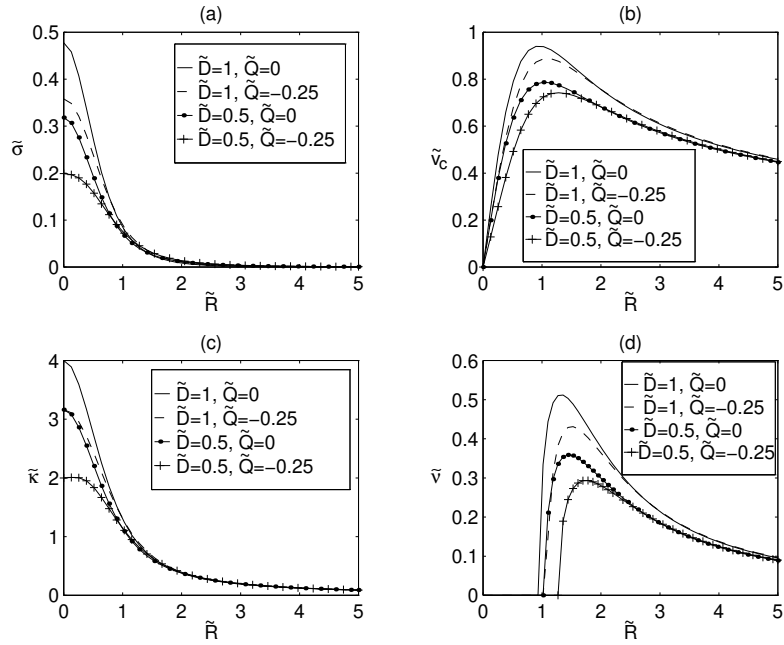 (a)
0.5
0.4
0.3
0.2
0.1
0
σ̃
D̃=1, Q̃=0
D̃=1, Q̃=−0.25
D̃=0.5, Q̃=0
D̃=0.5, Q̃=−0.25
0 1 2 3 4 5
R̃
(b)
1
0.8
0.6
0.4
0.2
0
ṽc
D̃=1, Q̃=0
D̃=1, Q̃=−0.25
D̃=0.5, Q̃=0
D̃=0.5, Q̃=−0.25
0 1 2 3 4 5
R̃
(c)
4
3
2
1
0
κ̃
D̃=1, Q̃=0
D̃=1, Q̃=−0.25
D̃=0.5, Q̃=0
D̃=0.5, Q̃=−0.25
0 1 2 3 4 5
R̃
(d)
0.6
0.5
0.4
0.3
0.2
0.1
0
ṽ
D̃=1, Q̃=0
D̃=1, Q̃=−0.25
D̃=0.5, Q̃=0
D̃=0.5, Q̃=−0.25
0 1 2 3 4 5
R̃